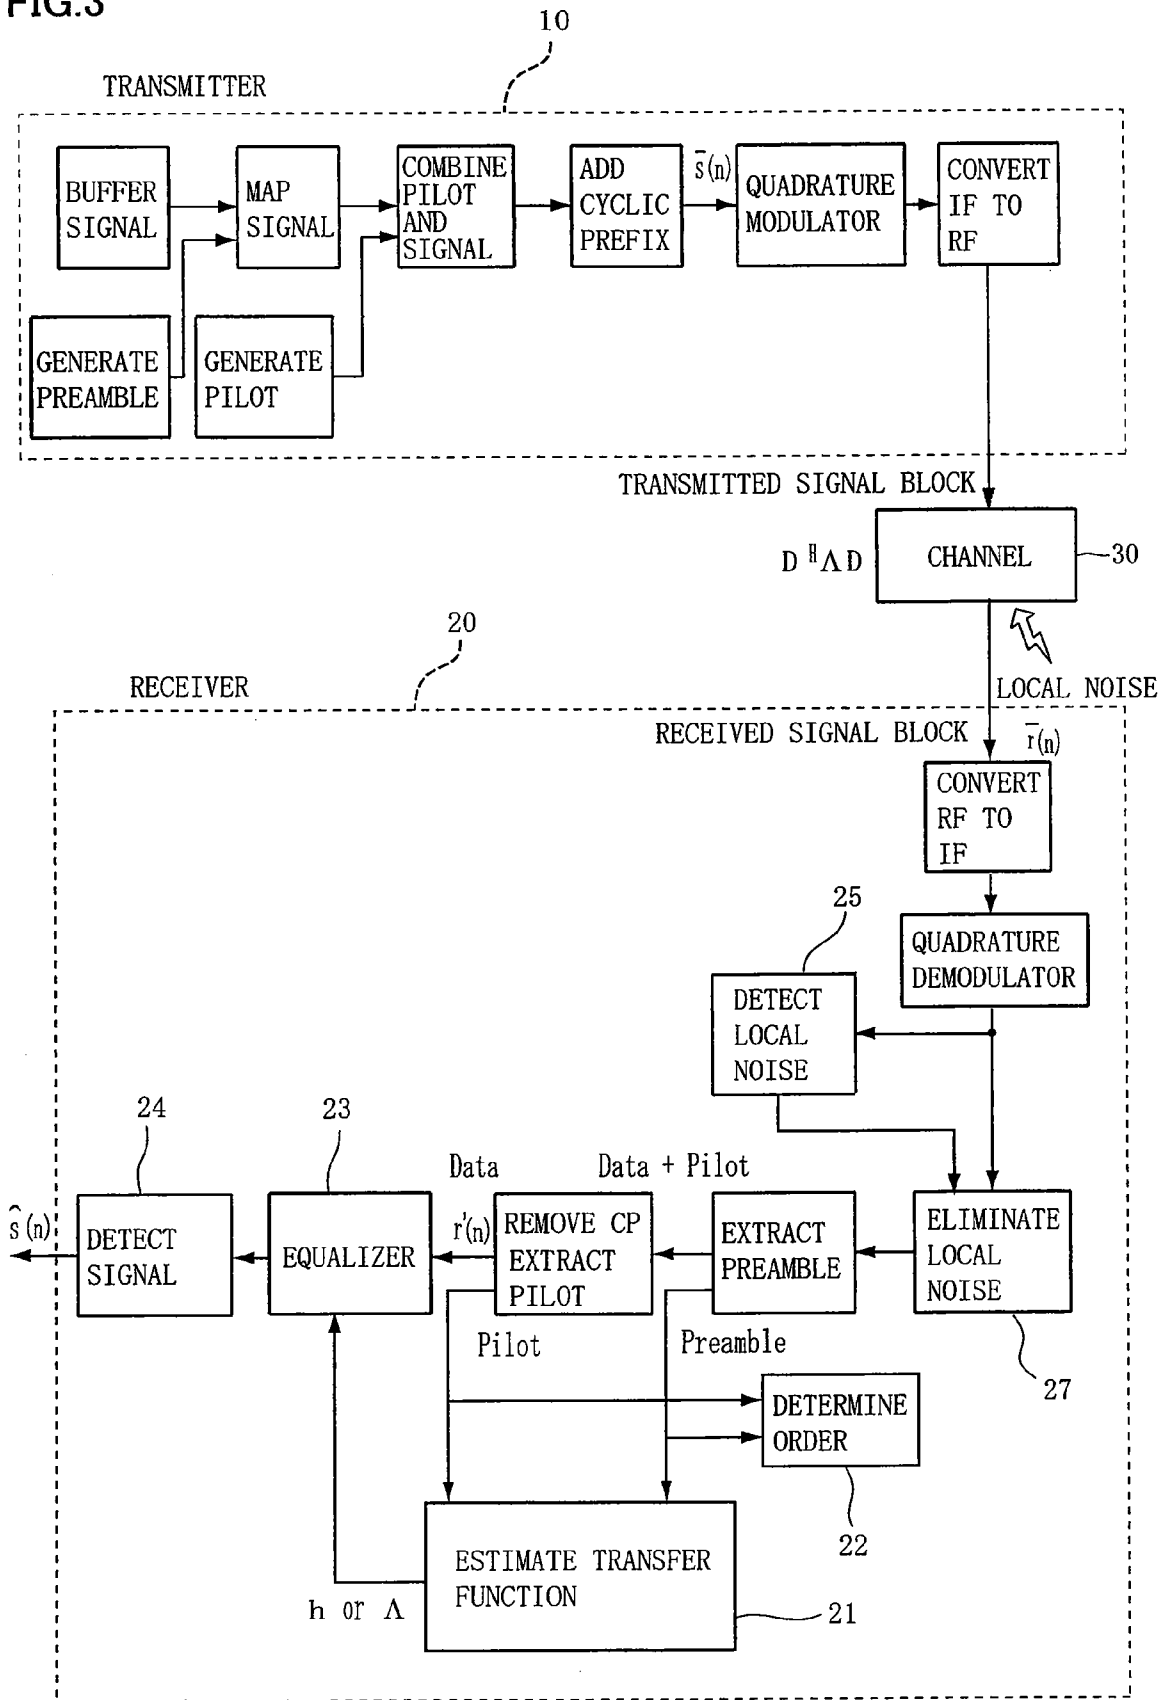 FIG.3
10
TRANSMITTER
BUFFER
SIGNAL
MAP
SIGNAL
COMBINE
PILOT
AND
SIGNAL
ADD
CYCLIC
PREFIX
s̅(n)
QUADRATURE
MODULATOR
CONVERT
IF TO
RF
GENERATE
PREAMBLE
GENERATE
PILOT
TRANSMITTED SIGNAL BLOCK
D ᴴ Λ D
CHANNEL
30
20
LOCAL NOISE
RECEIVER
RECEIVED SIGNAL BLOCK
r̅(n)
CONVERT
RF TO
IF
25
QUADRATURE
DEMODULATOR
DETECT
LOCAL
NOISE
24
23
Data
Data + Pilot
ŝ(n)
DETECT
SIGNAL
EQUALIZER
r'(n)
REMOVE CP
EXTRACT
PILOT
EXTRACT
PREAMBLE
ELIMINATE
LOCAL
NOISE
Pilot
Preamble
27
DETERMINE
ORDER
22
ESTIMATE TRANSFER
FUNCTION
h or Λ
21